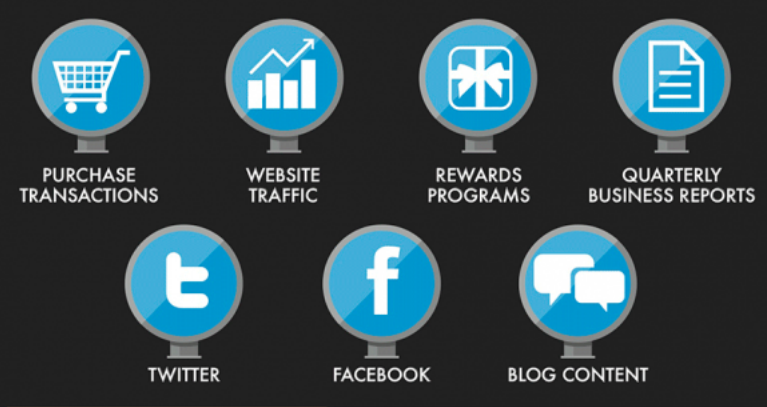 PURCHASE
TRANSACTIONS
WEBSITE
TRAFFIC
REWARDS
PROGRAMS
QUARTERLY
BUSINESS REPORTS
t
f
TWITTER
FACEBOOK
BLOG CONTENT